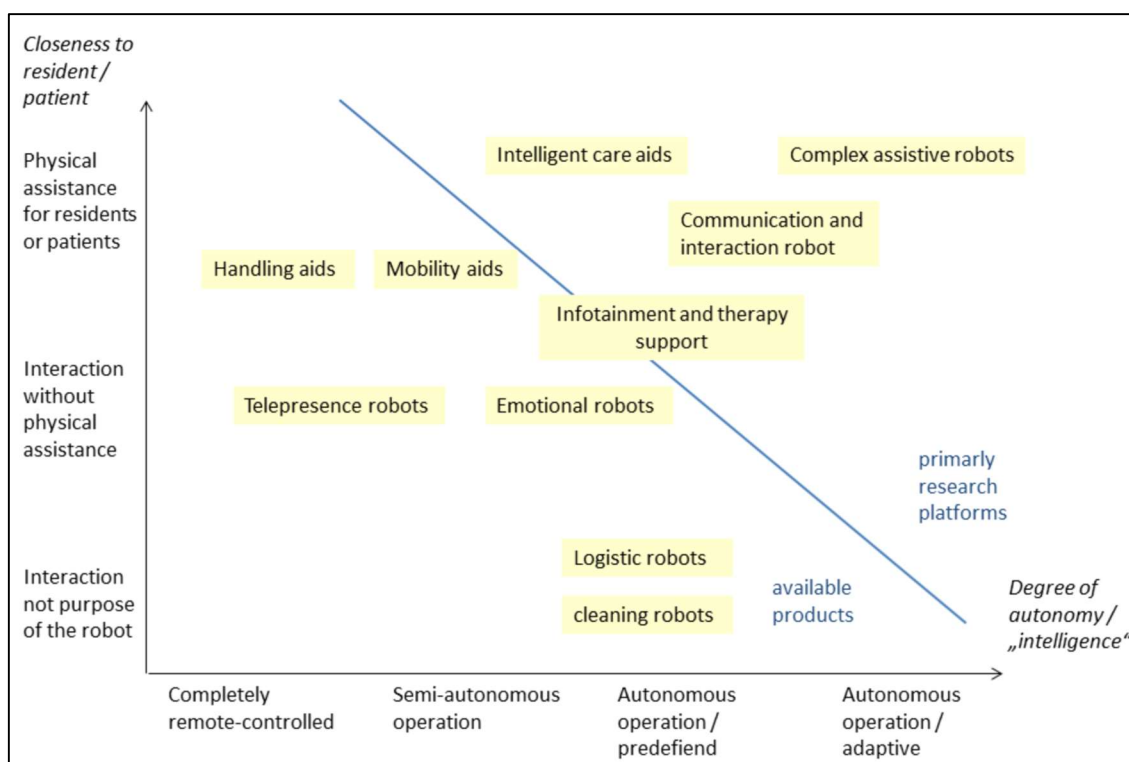 Closeness to
resident /
patient
Physical
assistance
for residents
or patients
Interaction
without
physical
assistance
Interaction
not purpose
of the robot
Intelligent care aids
Complex assistive robots
Communication and
interaction robot
Handling aids
Mobility aids
Infotainment and therapy
support
Telepresence robots
Emotional robots
primarly
research
platforms
Logistic robots
cleaning robots
available
products
Degree of
autonomy /
„intelligence“
Completely
remote-controlled
Semi-autonomous
operation
Autonomous
operation /
predefiend
Autonomous
operation /
adaptive